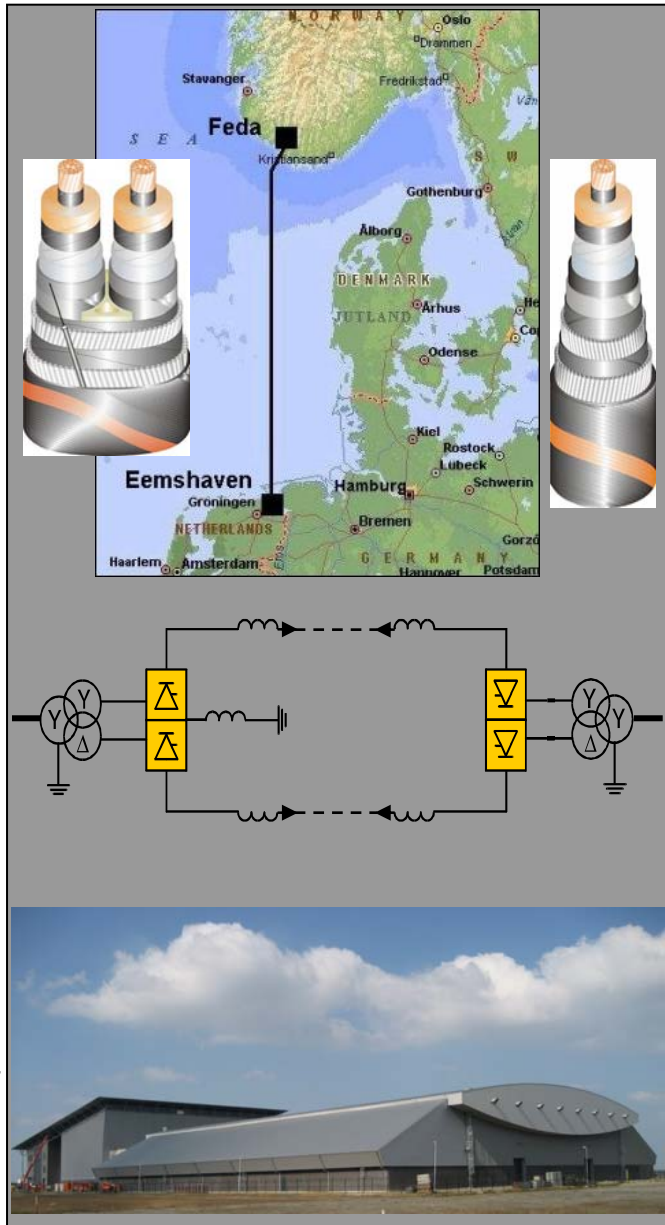 NORWAY
Oslo
Drammen
Stavanger
Fredrikstad
Feda
SEA
Kristiansand
S W
Gothenburg
Ålborg
DENMARK
Århus
JUTLAND
Odense
Kiel
Rostock
Lübeck
Eemshaven
Hamburg
Schwerin
Groningen
Bremen
NETHERLANDS
Ems
Haarlem
Amsterdam
GERMANY
Hannover
Potsdam
Y
Y
Δ
Y
Y
Δ